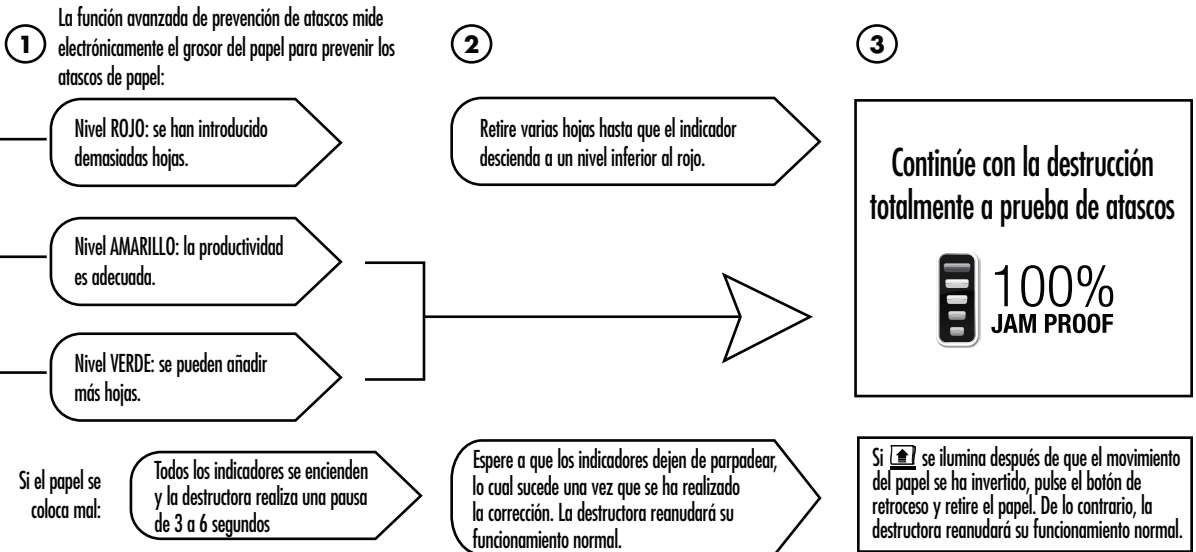 1
La función avanzada de prevención de atascos mide
electrónicamente el grosor del papel para prevenir los
atascos de papel:
Nivel ROJO: se han introducido
demasiadas hojas.
Nivel AMARILLO: la productividad
es adecuada.
Nivel VERDE: se pueden añadir
más hojas.
2
Retire varias hojas hasta que el indicador
descienda a un nivel inferior al rojo.
3
Continúe con la destrucción
totalmente a prueba de atascos
100%
JAM PROOF
Si el papel se
coloca mal:
Todos los indicadores se encienden
y la destructora realiza una pausa
de 3 a 6 segundos
Espere a que los indicadores dejen de parpadear,
lo cual sucede una vez que se ha realizado
la corrección. La destructora reanudará su
funcionamiento normal.
Si se ilumina después de que el movimiento
del papel se ha invertido, pulse el botón de
retroceso y retire el papel. De lo contrario, la
destructora reanudará su funcionamiento normal.